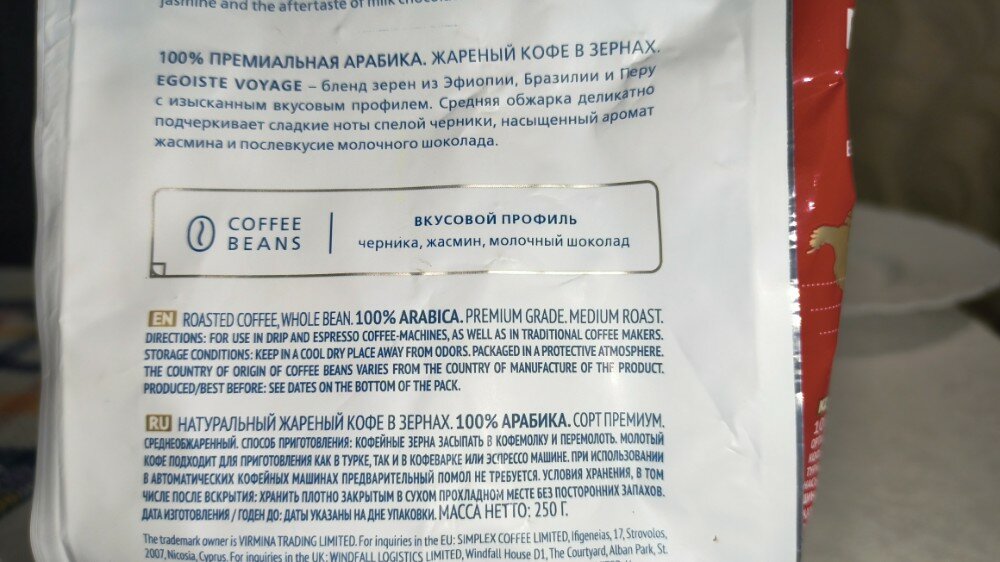 jasmine and the aftertaste of milk chocola
100% ПРЕМИАЛЬНАЯ АРАБИКА. ЖАРЕНЫЙ КОФЕ В ЗЕРНАХ.
EGOISTE VOYAGE – бленд зерен из Эфиопии, Бразилии и Перу
с изысканным вкусовым профилем. Средняя обжарка деликатно
подчеркивает сладкие ноты спелой черники, насыщенный аромат
жасмина и послевкусие молочного шоколада.
COFFEE
BEANS
ВКУСОВОЙ ПРОФИЛЬ
черника, жасмин, молочный шоколад
EN ROASTED COFFEE, WHOLE BEAN. 100% ARABICA. PREMIUM GRADE. MEDIUM ROAST.
DIRECTIONS: FOR USE IN DRIP AND ESPRESSO COFFEE-MACHINES, AS WELL AS IN TRADITIONAL COFFEE MAKERS.
STORAGE CONDITIONS: KEEP IN A COOL DRY PLACE AWAY FROM ODORS. PACKAGED IN A PROTECTIVE ATMOSPHERE.
THE COUNTRY OF ORIGIN OF COFFEE BEANS VARIES FROM THE COUNTRY OF MANUFACTURE OF THE PRODUCT.
PRODUCED/BEST BEFORE: SEE DATES ON THE BOTTOM OF THE PACK.
RU НАТУРАЛЬНЫЙ ЖАРЕНЫЙ КОФЕ В ЗЕРНАХ. 100% АРАБИКА. СОРТ ПРЕМИУМ.
СРЕДНЕОБЖАРЕННЫЙ. СПОСОБ ПРИГОТОВЛЕНИЯ: КОФЕЙНЫЕ ЗЕРНА ЗАСЫПАТЬ В КОФЕМОЛКУ И ПЕРЕМОЛОТЬ. МОЛОТЫЙ
КОФЕ ПОДХОДИТ ДЛЯ ПРИГОТОВЛЕНИЯ КАК В ТУРКЕ, ТАК И В КОФЕВАРКЕ ИЛИ ЭСПРЕССО МАШИНЕ. ПРИ ИСПОЛЬЗОВАНИИ
В АВТОМАТИЧЕСКИХ КОФЕЙНЫХ МАШИНАХ ПРЕДВАРИТЕЛЬНЫЙ ПОМОЛ НЕ ТРЕБУЕТСЯ. УСЛОВИЯ ХРАНЕНИЯ, В ТОМ
ЧИСЛЕ ПОСЛЕ ВСКРЫТИЯ: ХРАНИТЬ ПЛОТНО ЗАКРЫТЫМ В СУХОМ ПРОХЛАДНОМ МЕСТЕ БЕЗ ПОСТОРОННИХ ЗАПАХОВ.
ДАТА ИЗГОТОВЛЕНИЯ / ГОДЕН ДО: ДАТЫ УКАЗАНЫ НА ДНЕ УПАКОВКИ. МАССА НЕТТО: 250 Г.
The trademark owner is VIRMINA TRADING LIMITED. For inquiries in the EU: SIMPLEX COFFEE LIMITED, Ifigeneias, 17, Strovolos,
2007, Nicosia, Cyprus. For inquiries in the UK: WINDFALL LOGISTICS LIMITED, Windfall House D1, The Courtyard, Alban Park, St.